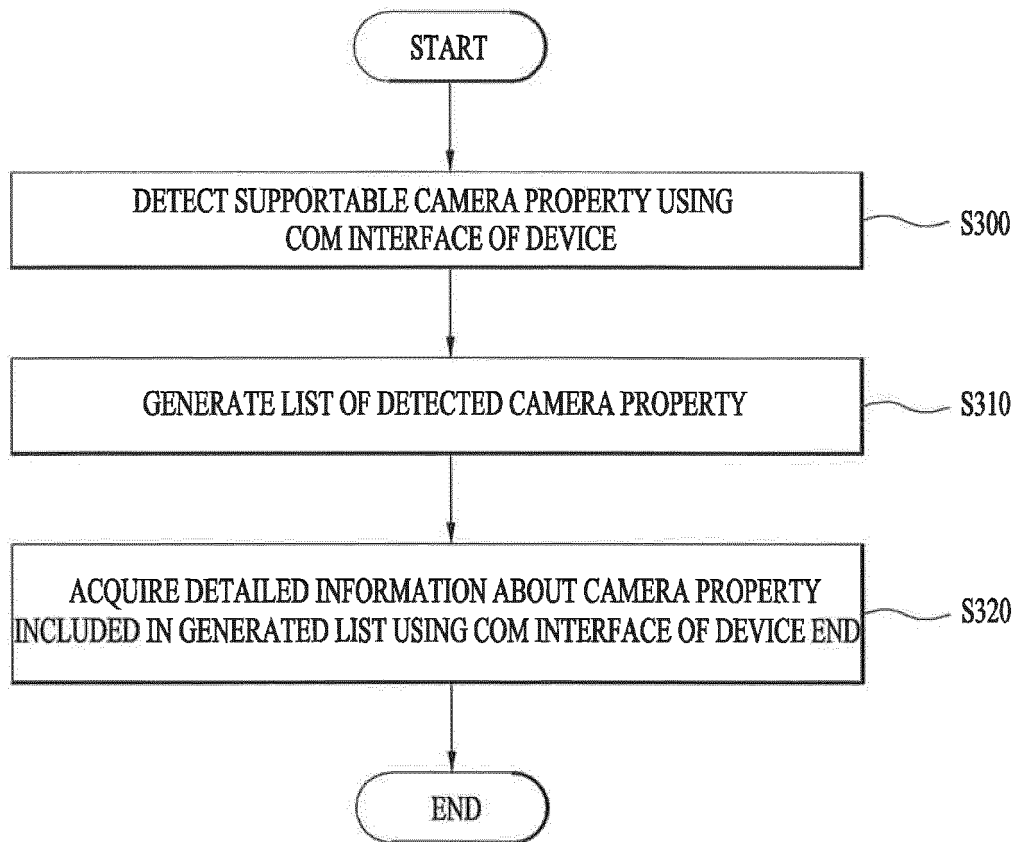 START
DETECT SUPPORTABLE CAMERA PROPERTY USING
COM INTERFACE OF DEVICE
S300
GENERATE LIST OF DETECTED CAMERA PROPERTY
S310
ACQUIRE DETAILED INFORMATION ABOUT CAMERA PROPERTY
INCLUDED IN GENERATED LIST USING COM INTERFACE OF DEVICE END
S320
END